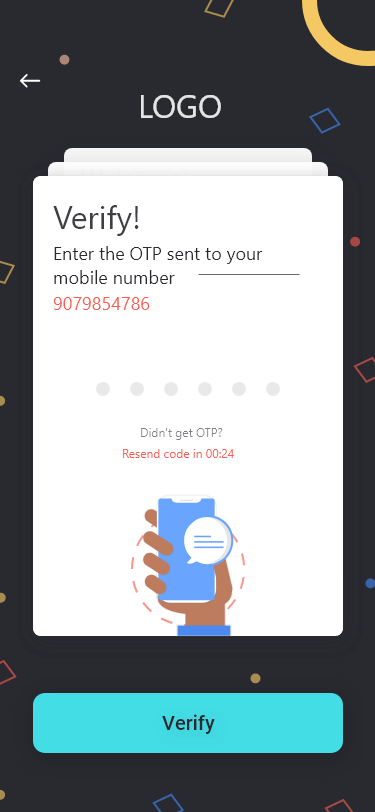 LOGO
Verify!
Enter the OTP sent to your
mobile number
9079854786
Didn't get OTP?
Resend code in 00:24
Verify